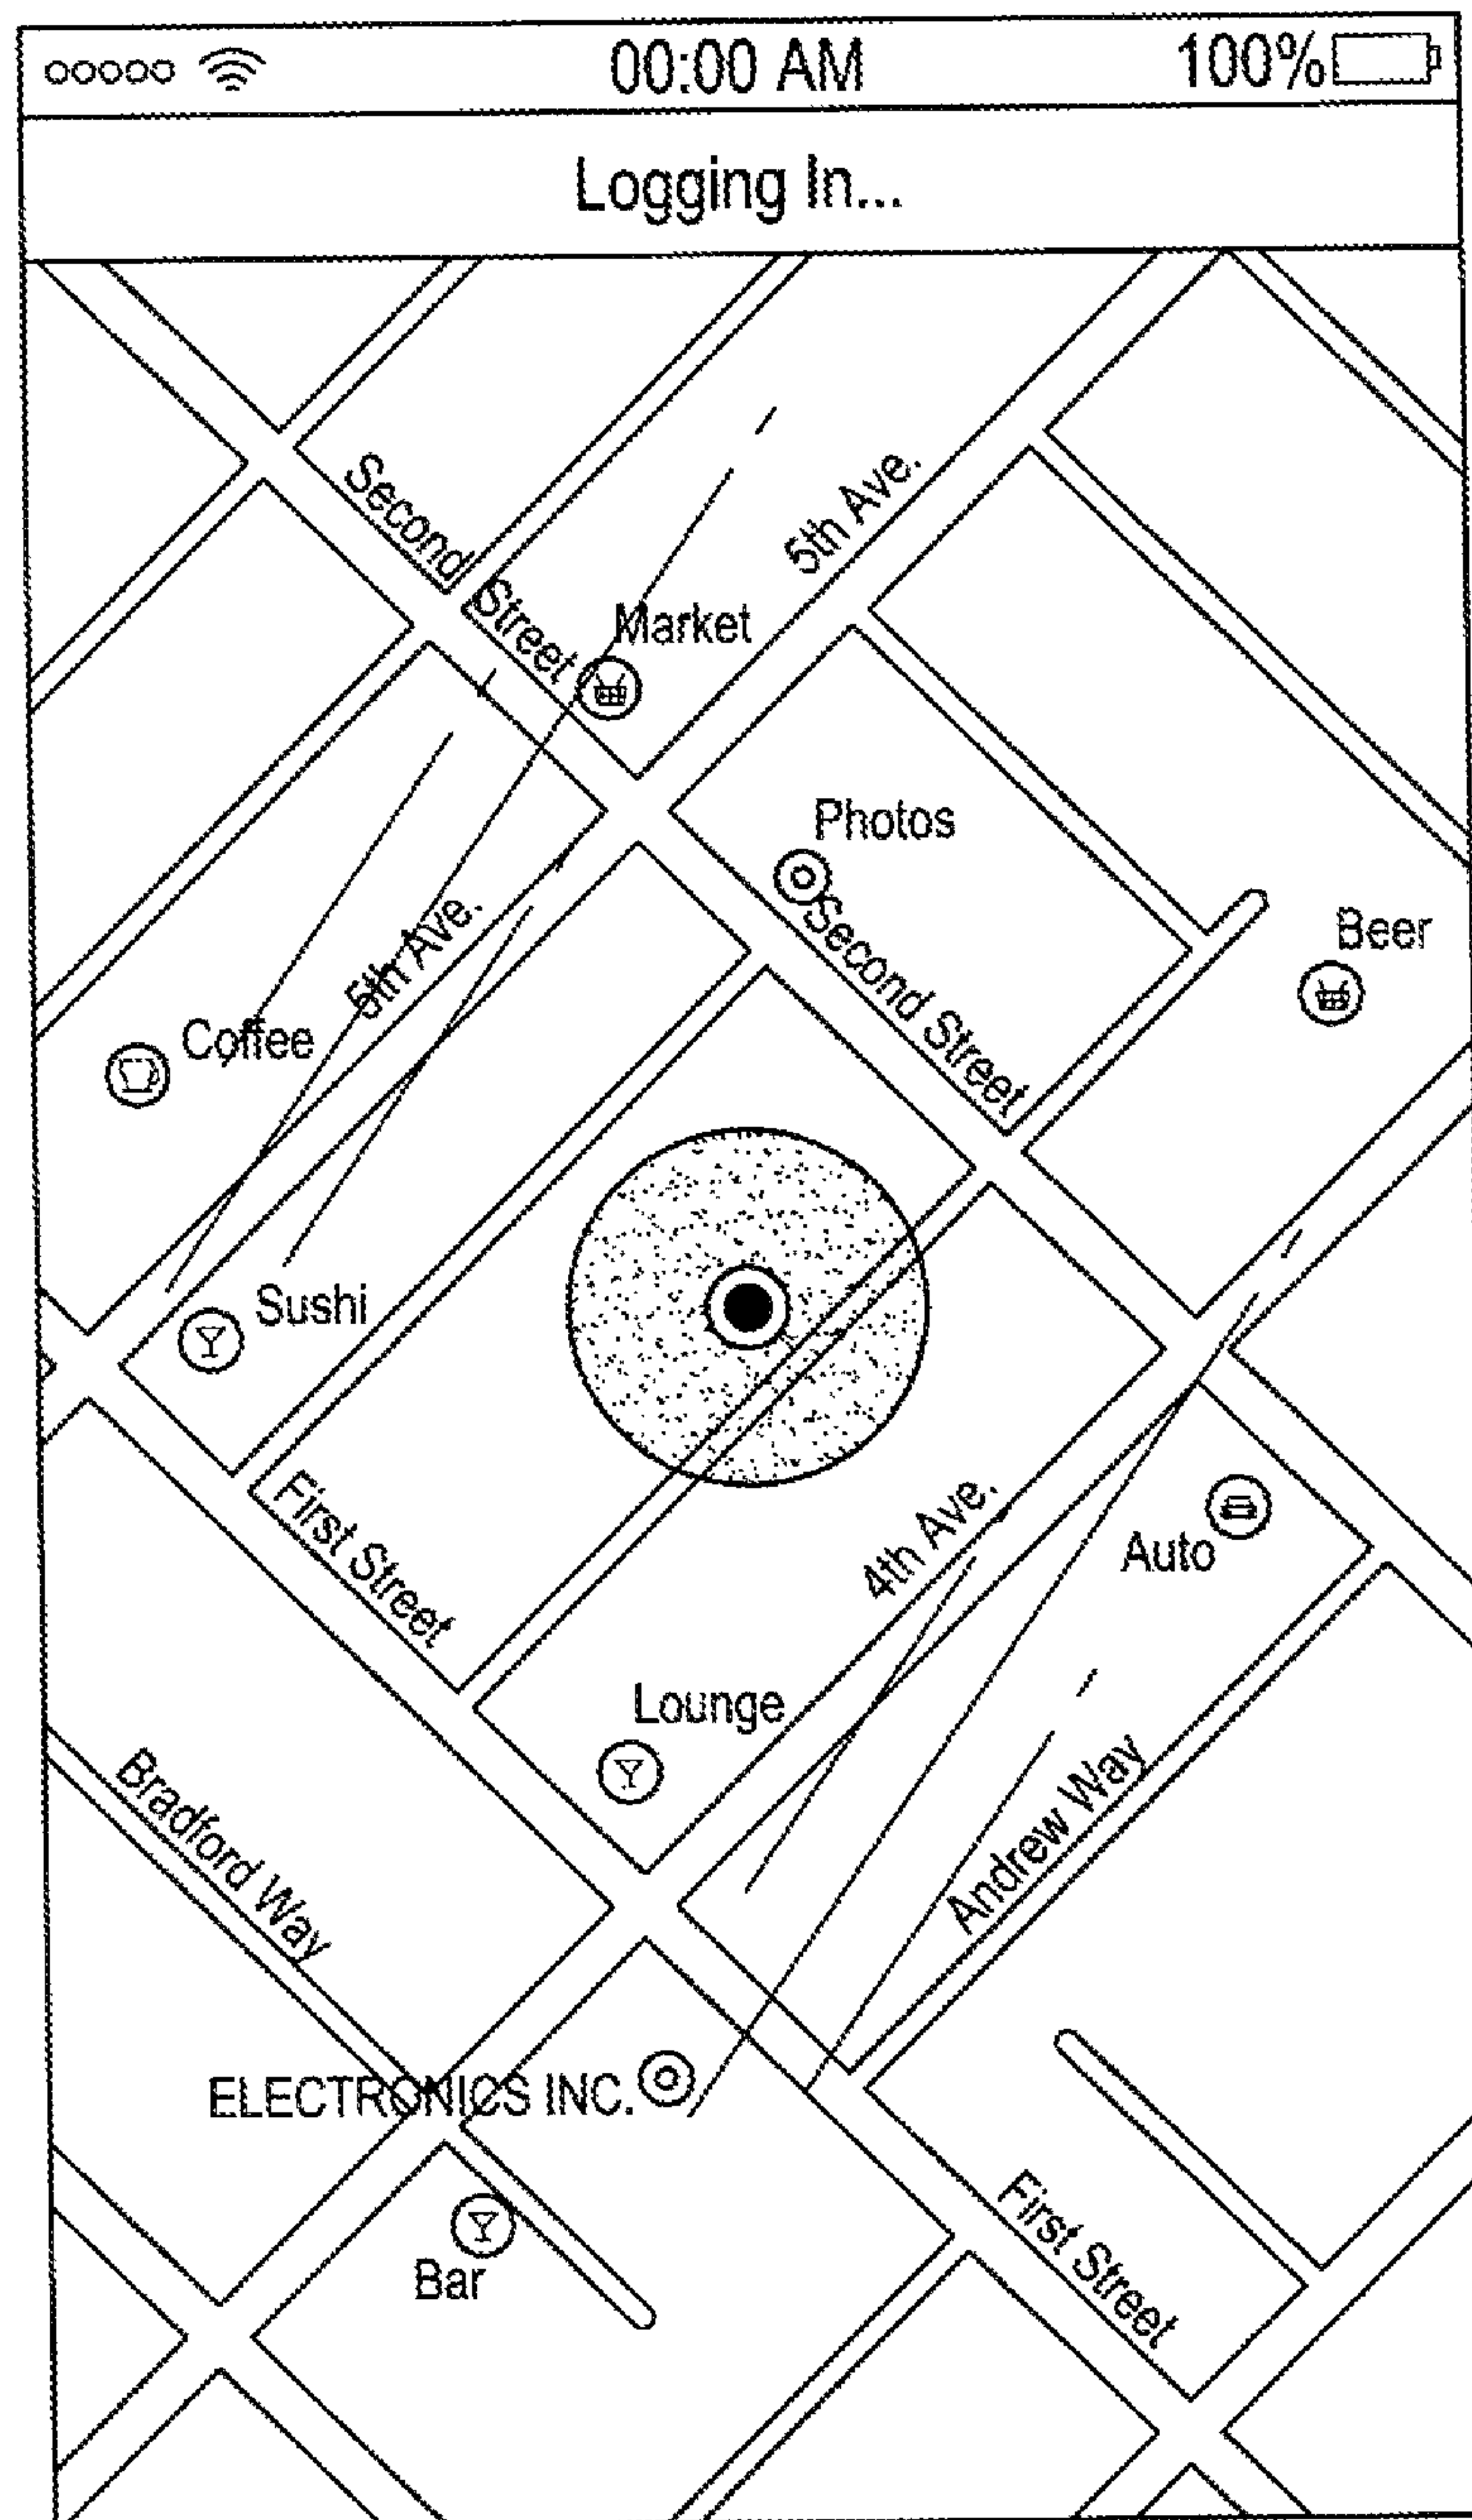 00:00 AM 100%
Logging In...
Second Street
5th Ave.
Market
Photos
Second Street
Beer
5th Ave.
Coffee
Sushi
First Street
4th Ave.
Auto
Lounge
Bradford Way
Andrew Way
ELECTRONICS INC.
First Street
Bar